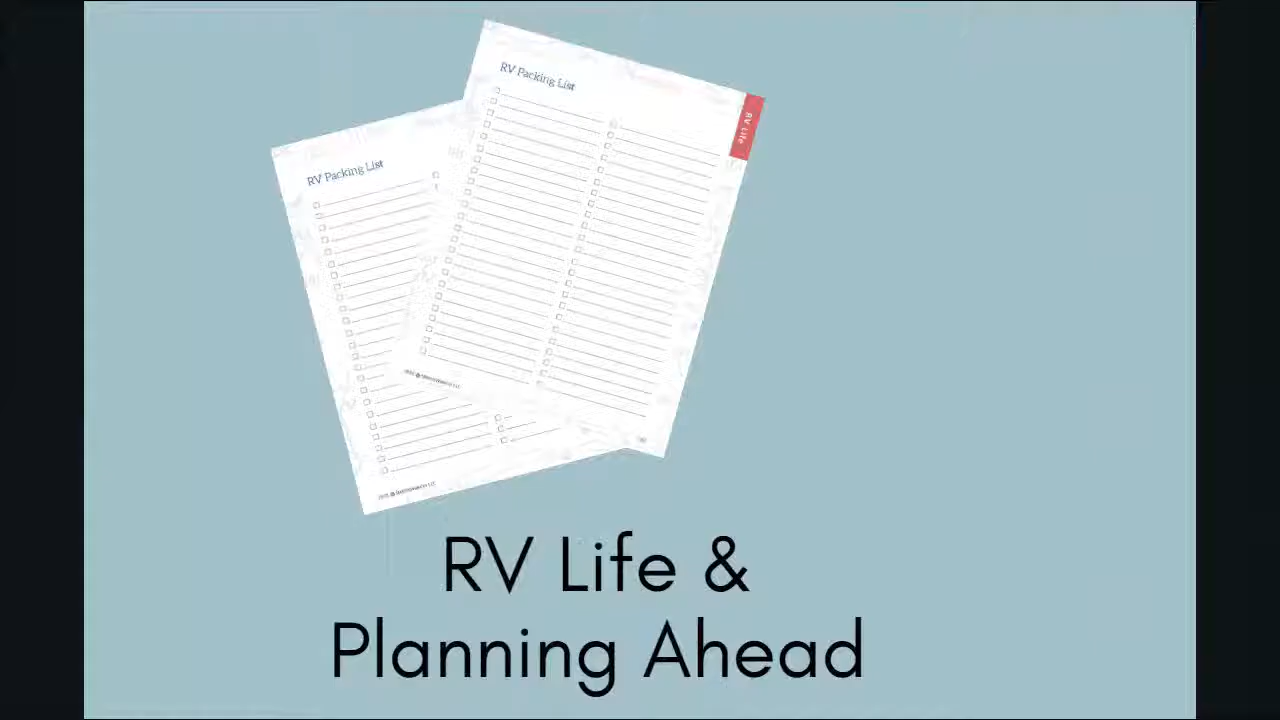 RV Packing List
RV Life
RV Packing List
RV Life &
Planning Ahead